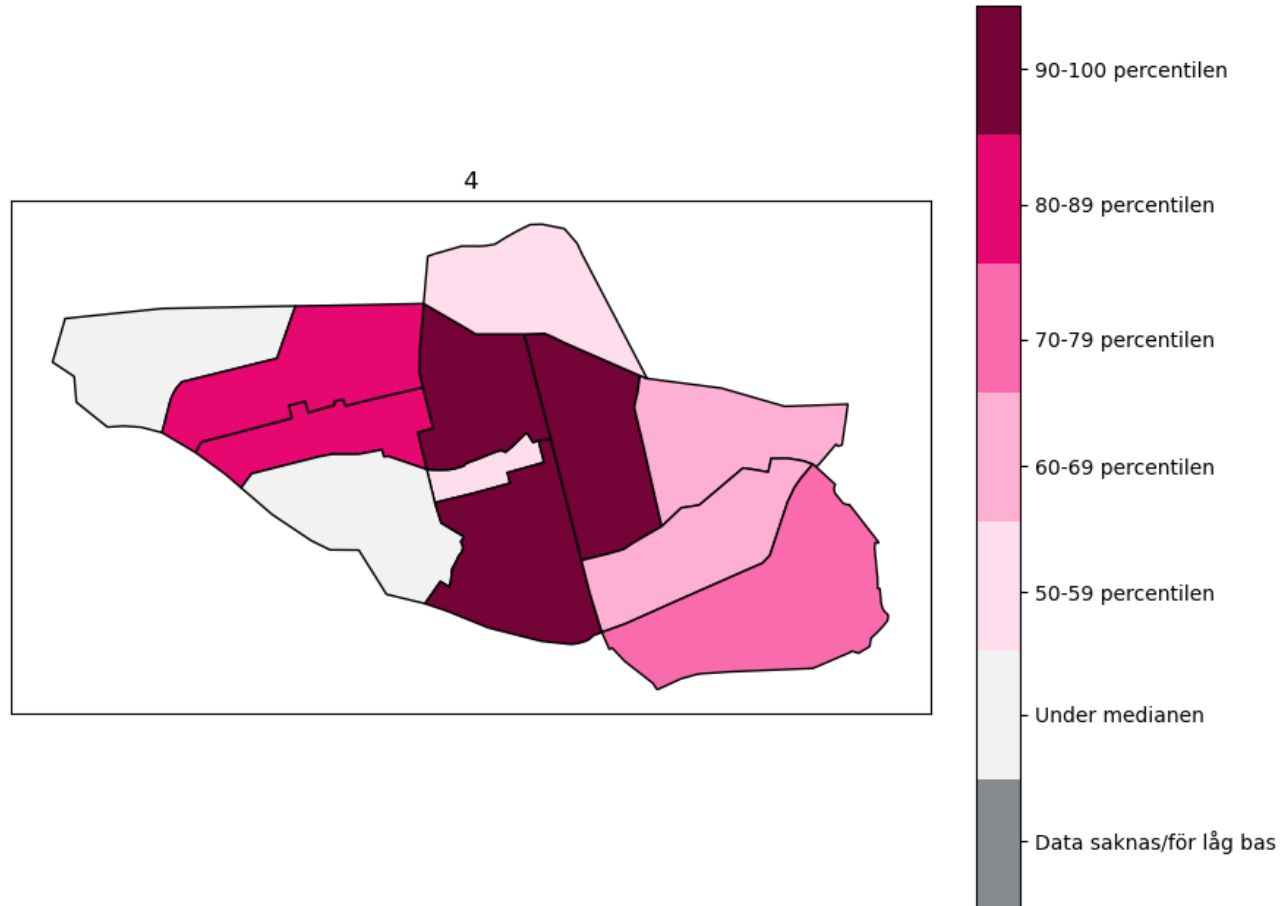 4
90-100 percentilen
80-89 percentilen
70-79 percentilen
60-69 percentilen
50-59 percentilen
Under medianen
Data saknas/för låg bas